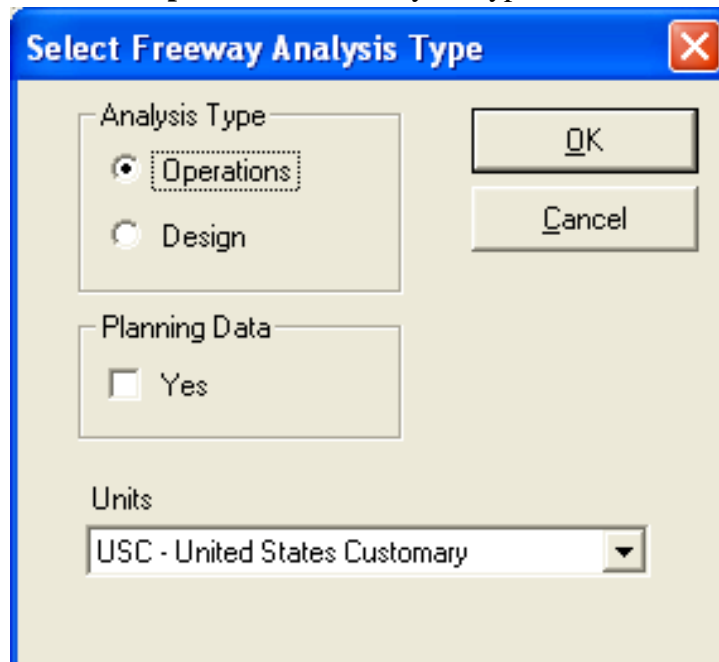 Select Freeway Analysis Type
Analysis Type
Operations
Design
OK
Cancel
Planning Data
Yes
Units
USC - United States Customary